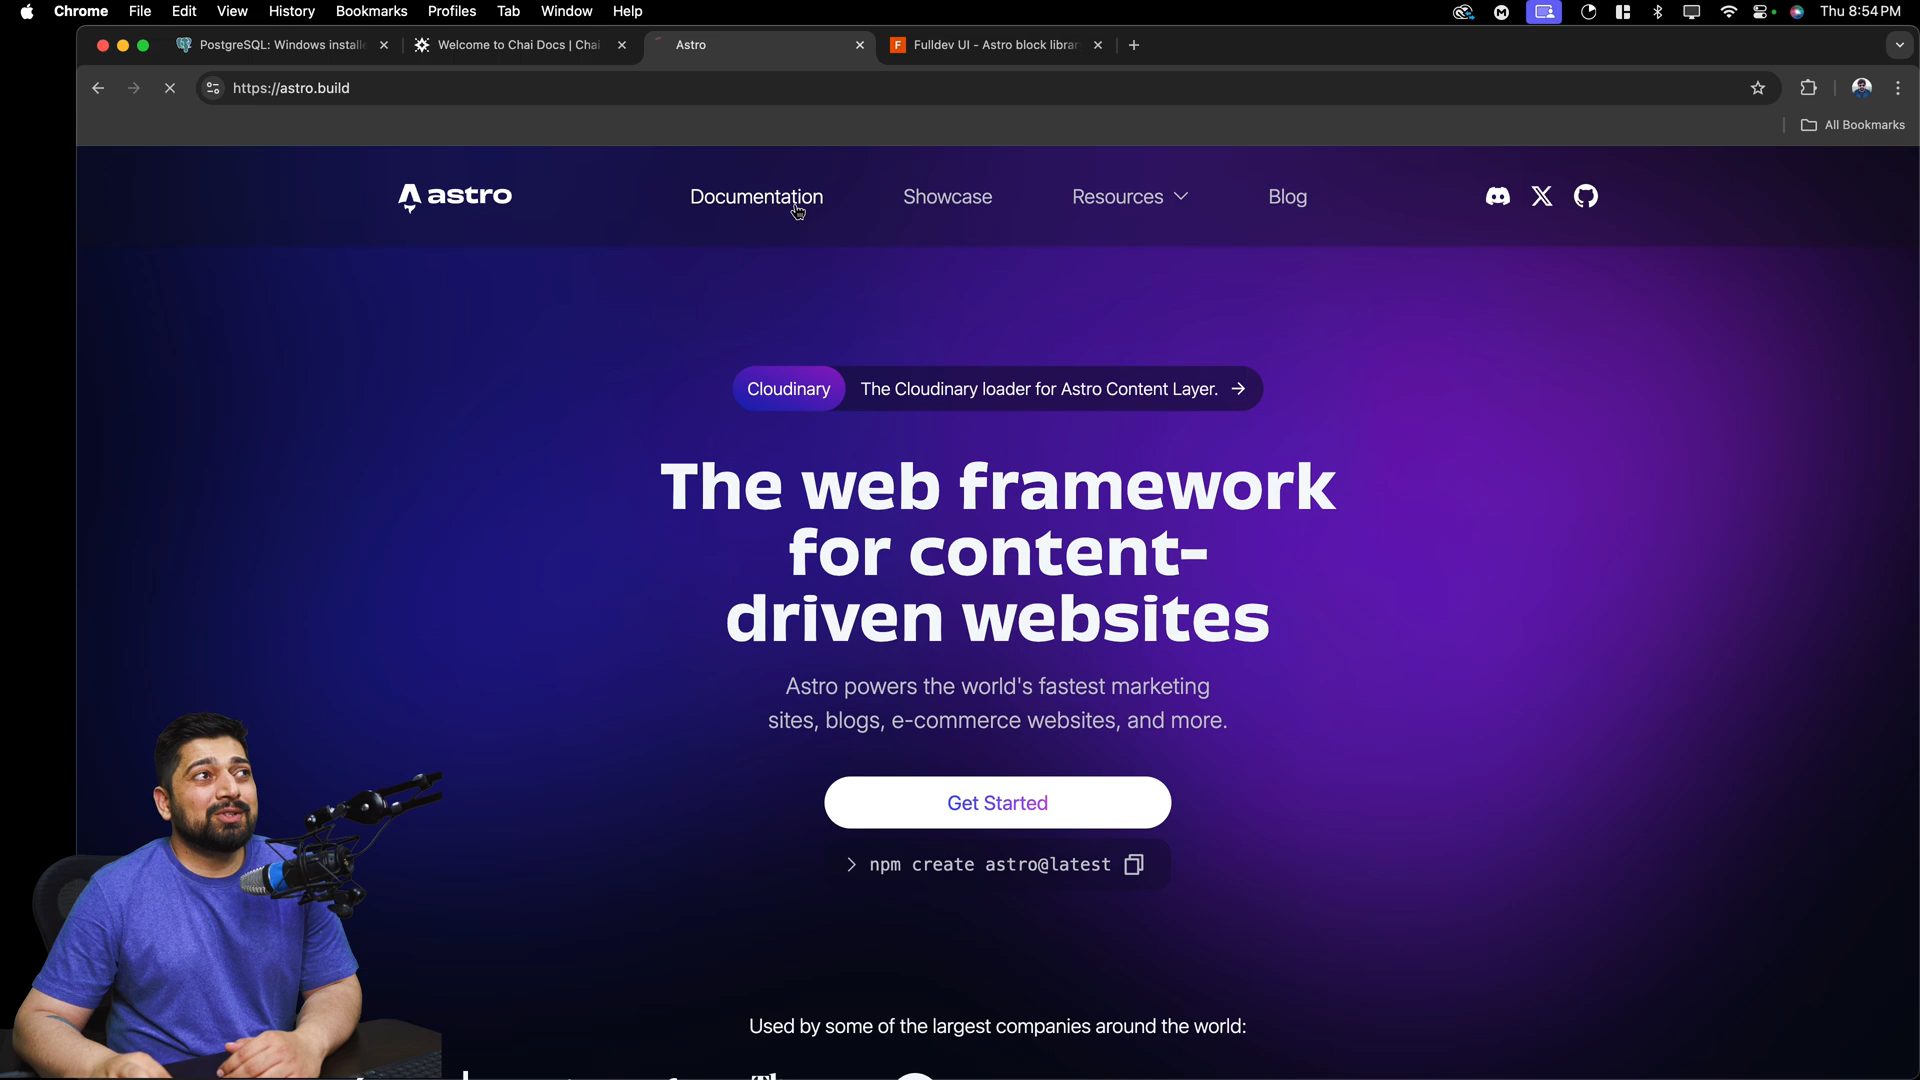 Chrome File Edit View History Bookmarks Profiles Tab Window Help Thu 8:54 PM
PostgreSQL: Windows installe Welcome to Chai Docs | Chai Astro Fulldev UI - Astro block librar
https://astro.build
All Bookmarks
astro Documentation Showcase Resources Blog
Cloudinary The Cloudinary loader for Astro Content Layer. →
The web framework
for content-
driven websites
Astro powers the world's fastest marketing
sites, blogs, e-commerce websites, and more.
Get Started
> npm create astro@latest
Used by some of the largest companies around the world: